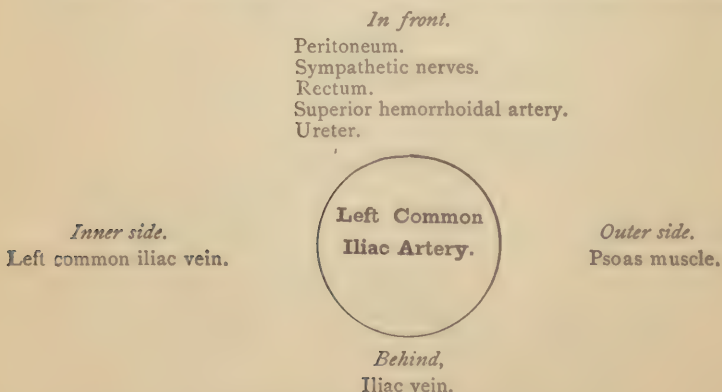 In front.
Peritoneum.
Sympathetic nerves.
Rectum.
Superior hemorrhoidal artery.
Ureter.
Left Common
Iliac Artery.
Inner side.
Left common iliac vein.
Outer side.
Psoas muscle.
Behind,
Iliac vein.